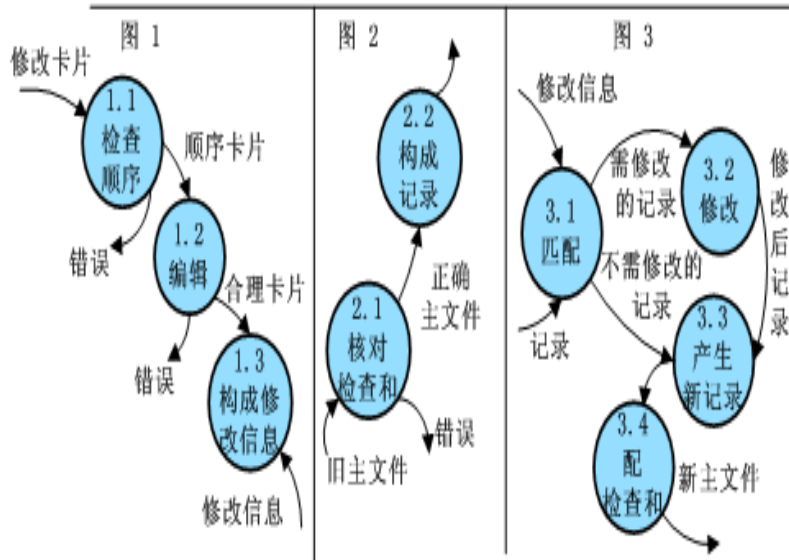 图 1
修改卡片
1.1
检查
顺序
顺序卡片
错误
1.2
编辑
合理卡片
错误
1.3
构成修
改信息
修改信息
图 2
2.2
构成
记录
正确
主文件
2.1
核对
检查和
错误
旧主文件
图 3
修改信息
3.1
匹配
需修改
的记录
3.2
修改
修改后记录
不需修改的
记录
记录
3.3
产生
新记录
3.4
配
检查和
新主文件